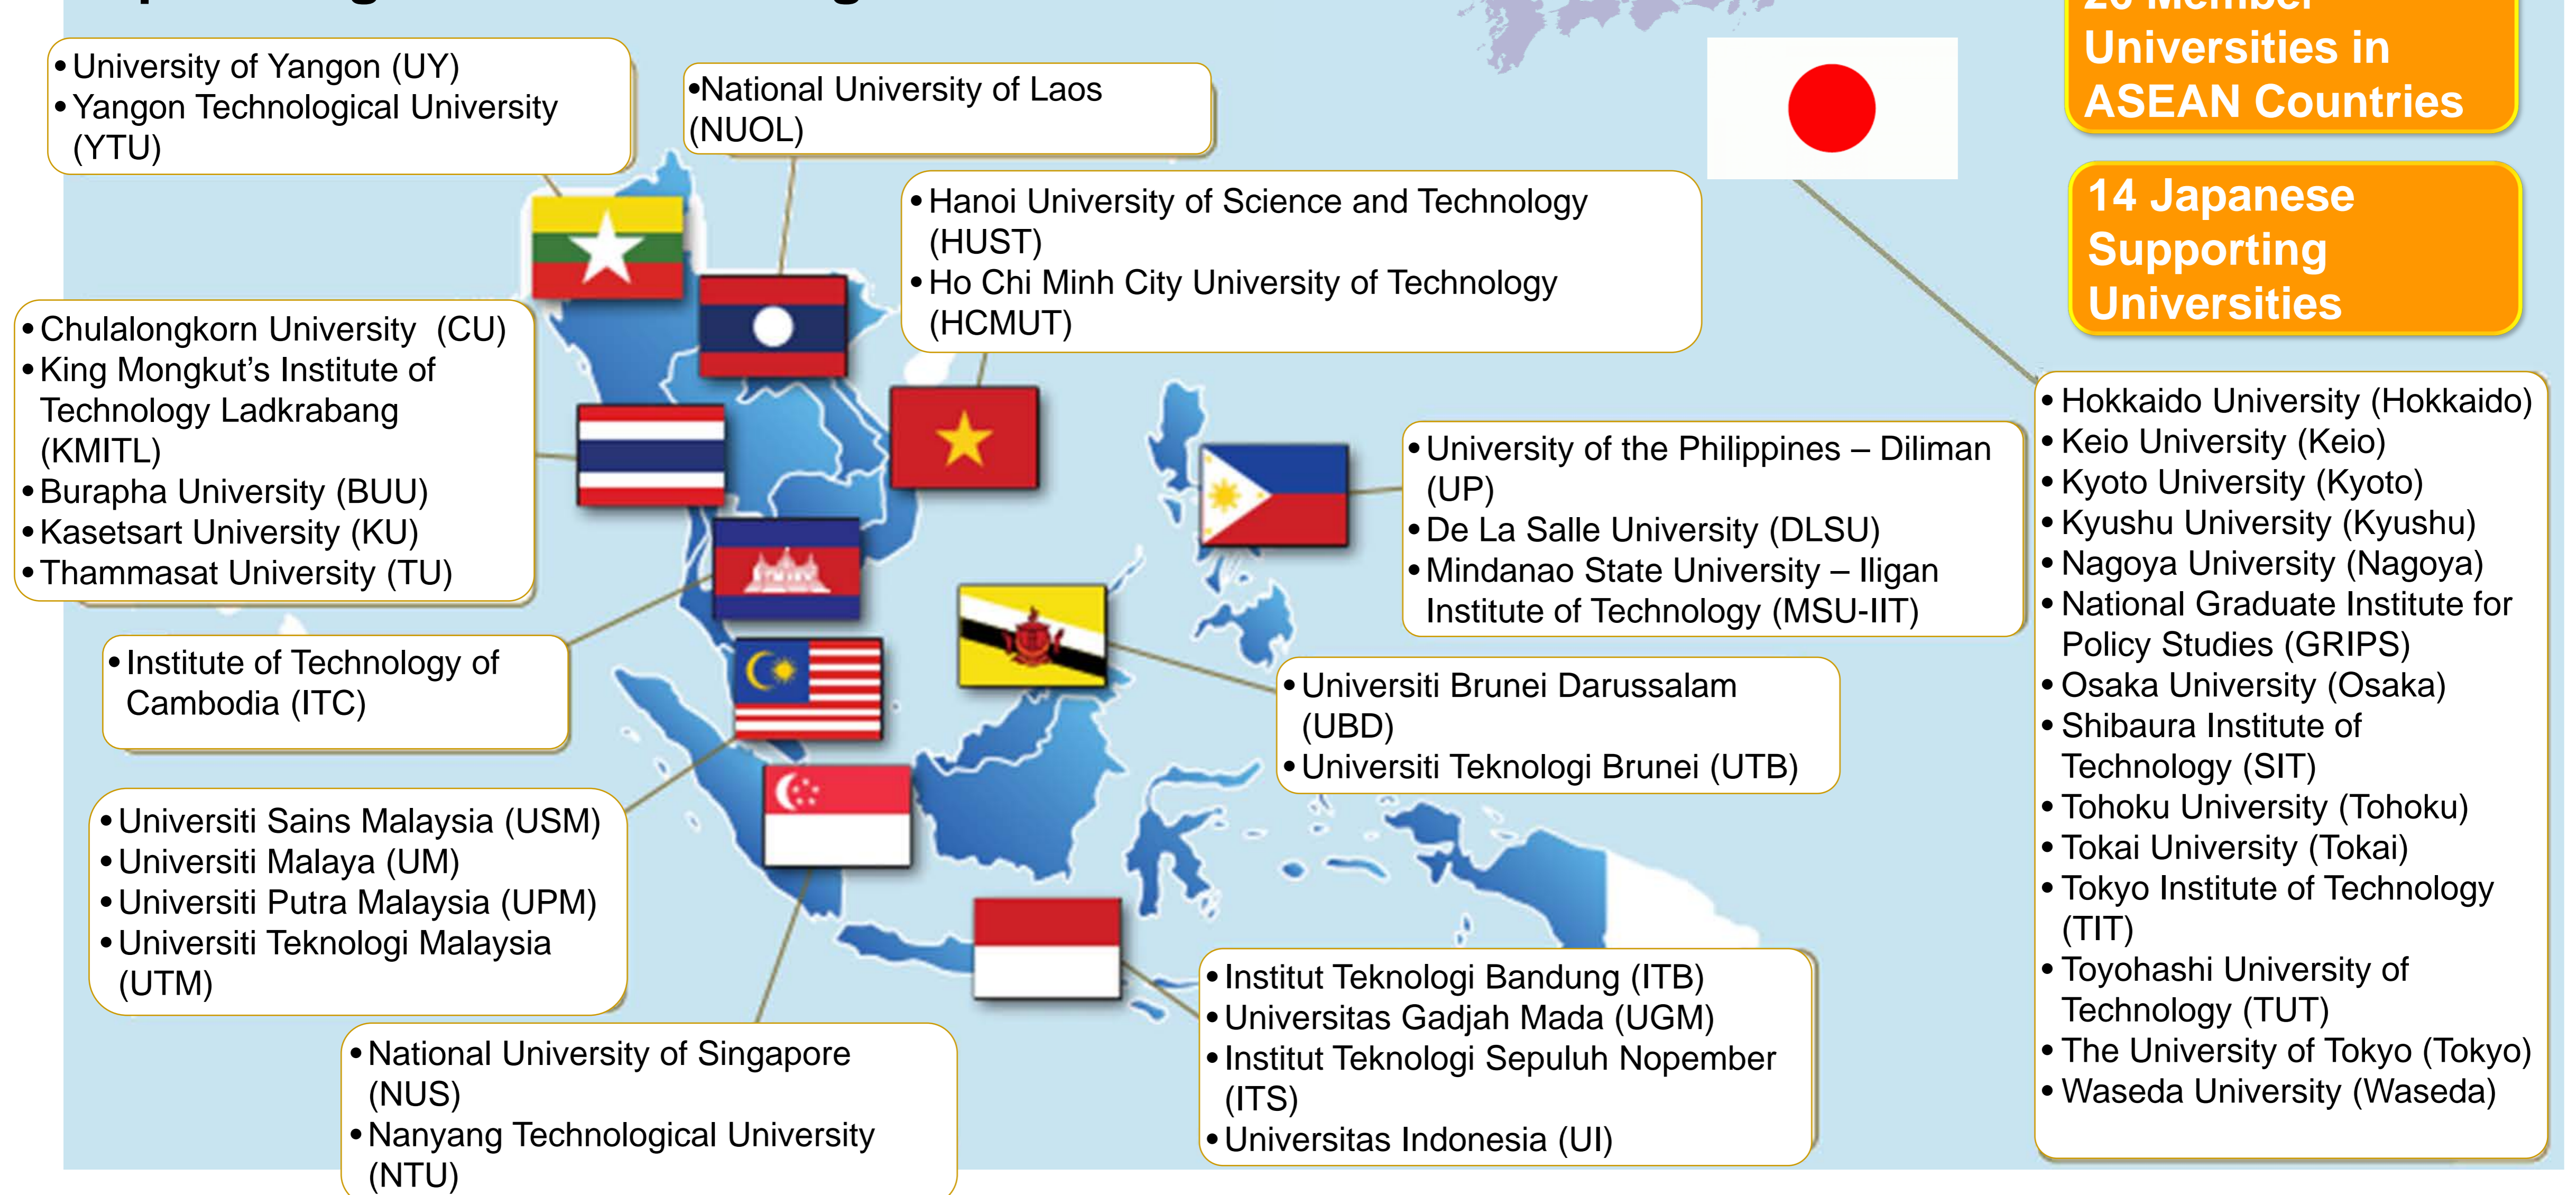 Universities in
ASEAN Countries
14 Japanese
Supporting
Universities
•University of Yangon (UY)
•Yangon Technological University
(YTU)
•National University of Laos
(NUOL)
•Hanoi University of Science and Technology
(HUST)
•Ho Chi Minh City University of Technology
(HCMUT)
•Chulalongkorn University (CU)
•King Mongkut’s Institute of
Technology Ladkrabang
(KMITL)
•Burapha University (BUU)
•Kasetsart University (KU)
•Thammasat University (TU)
•University of the Philippines – Diliman
(UP)
•De La Salle University (DLSU)
•Mindanao State University – Iligan
Institute of Technology (MSU-IIT)
•Institute of Technology of
Cambodia (ITC)
•Universiti Brunei Darussalam
(UBD)
•Universiti Teknologi Brunei (UTB)
•Universiti Sains Malaysia (USM)
•Universiti Malaya (UM)
•Universiti Putra Malaysia (UPM)
•Universiti Teknologi Malaysia
(UTM)
•National University of Singapore
(NUS)
•Nanyang Technological University
(NTU)
•Institut Teknologi Bandung (ITB)
•Universitas Gadjah Mada (UGM)
•Institut Teknologi Sepuluh Nopember
(ITS)
•Universitas Indonesia (UI)
•Hokkaido University (Hokkaido)
•Keio University (Keio)
•Kyoto University (Kyoto)
•Kyushu University (Kyushu)
•Nagoya University (Nagoya)
•National Graduate Institute for
Policy Studies (GRIPS)
•Osaka University (Osaka)
•Shibaura Institute of
Technology (SIT)
•Tohoku University (Tohoku)
•Tokai University (Tokai)
•Tokyo Institute of Technology
(TIT)
•Toyohashi University of
Technology (TUT)
•The University of Tokyo (Tokyo)
•Waseda University (Waseda)